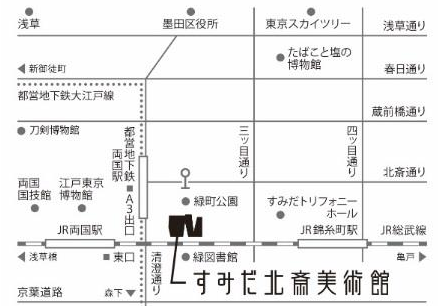 浅草
墨田区役所
東京スカイツリー
浅草通り
たばこと塩の
博物館
新御徒町
春日通り
都営地下鉄大江戸線
蔵前橋通り
刀剣博物館
都営地下鉄
両国駅
A3出口
三ッ目通り
四ッ目通り
北斎通り
両国
国技館
江戸東京
博物館
緑町公園
すみだトリフォニー
ホール
JR両国駅
JR錦糸町駅
JR総武線
浅草橋
東口
清澄通り
緑図書館
亀戸
すみだ北斎美術館
京葉道路
森下